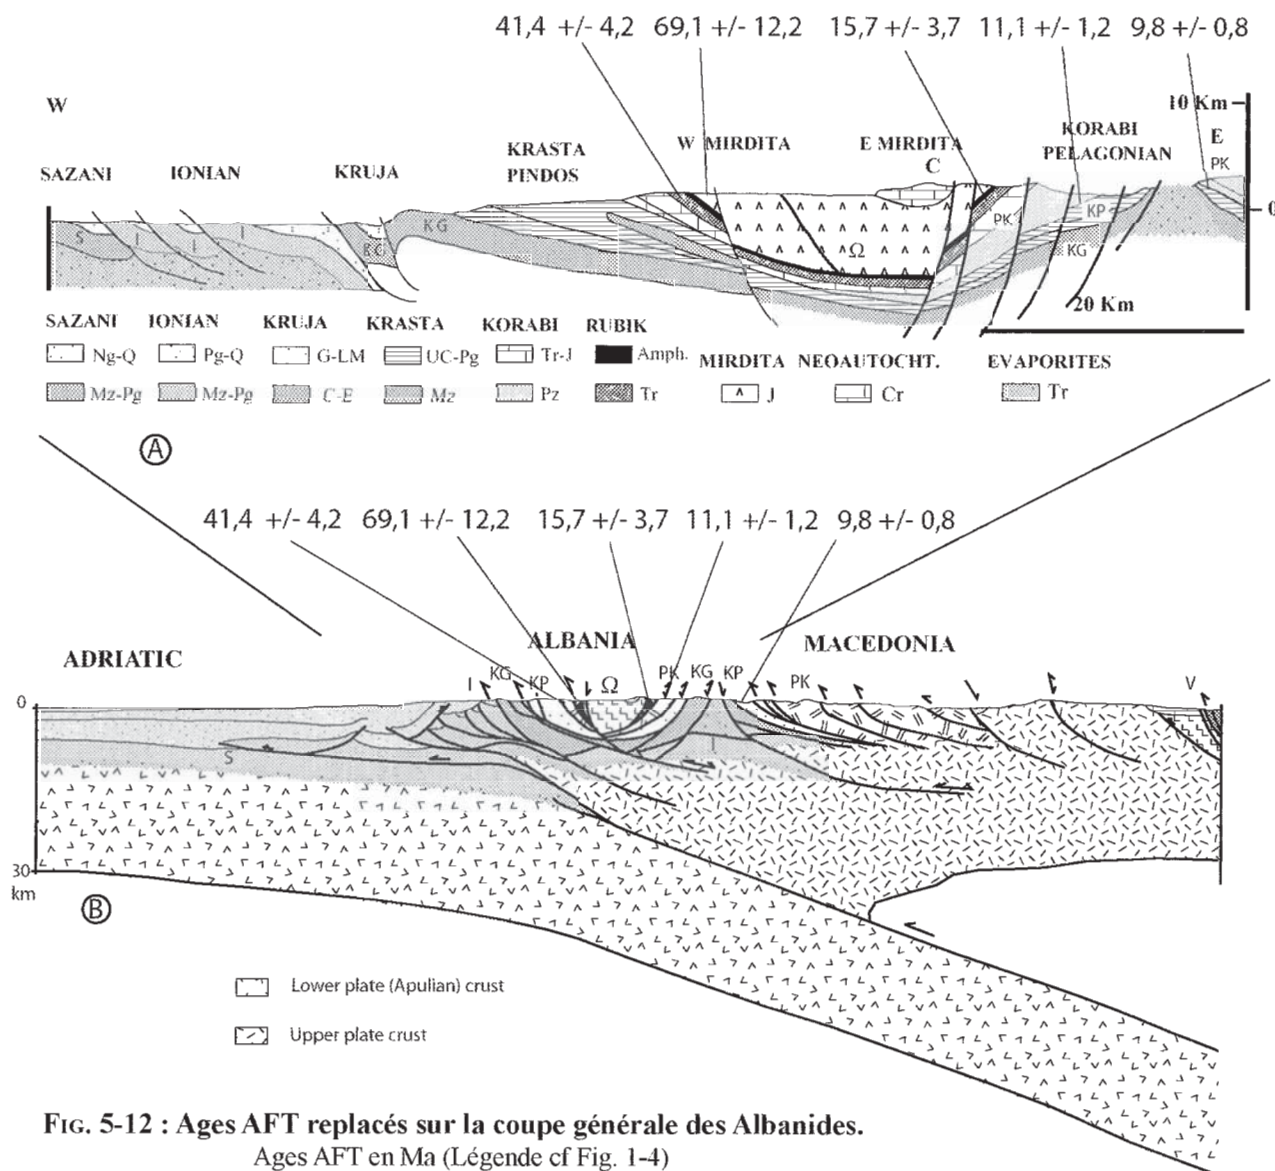 41,4 +/- 4,2 69,1 +/- 12,2 15,7 +/- 3,7 11,1 +/- 1,2 9,8 +/- 0,8
W
10 Km
E
0
SAZANI IONIAN KRUJA KRASTA PINDOS W MIRDITA E MIRDITA KORABI PELAGONIAN
C
PK
S I I I KG KG Ω PK KP KG
20 Km
SAZANI IONIAN KRUJA KRASTA KORABI RUBIK
Ng-Q Pg-Q G-LM UC-Pg Tr-J Amph.
MIRDITA NEOAUTOCHT. EVAPORITES
Mz-Pg Mz-Pg C-E Mz Pz Tr J Cr Tr
A
41,4 +/- 4,2 69,1 +/- 12,2 15,7 +/- 3,7 11,1 +/- 1,2 9,8 +/- 0,8
ADRIATIC ALBANIA MACEDONIA
I KG KP Ω PK KG KP PK V
0
S I
30
km
B
Lower plate (Apulian) crust
Upper plate crust
FIG. 5-12 : Ages AFT replacés sur la coupe générale des Albanides.
Ages AFT en Ma (Légende cf Fig. 1-4)